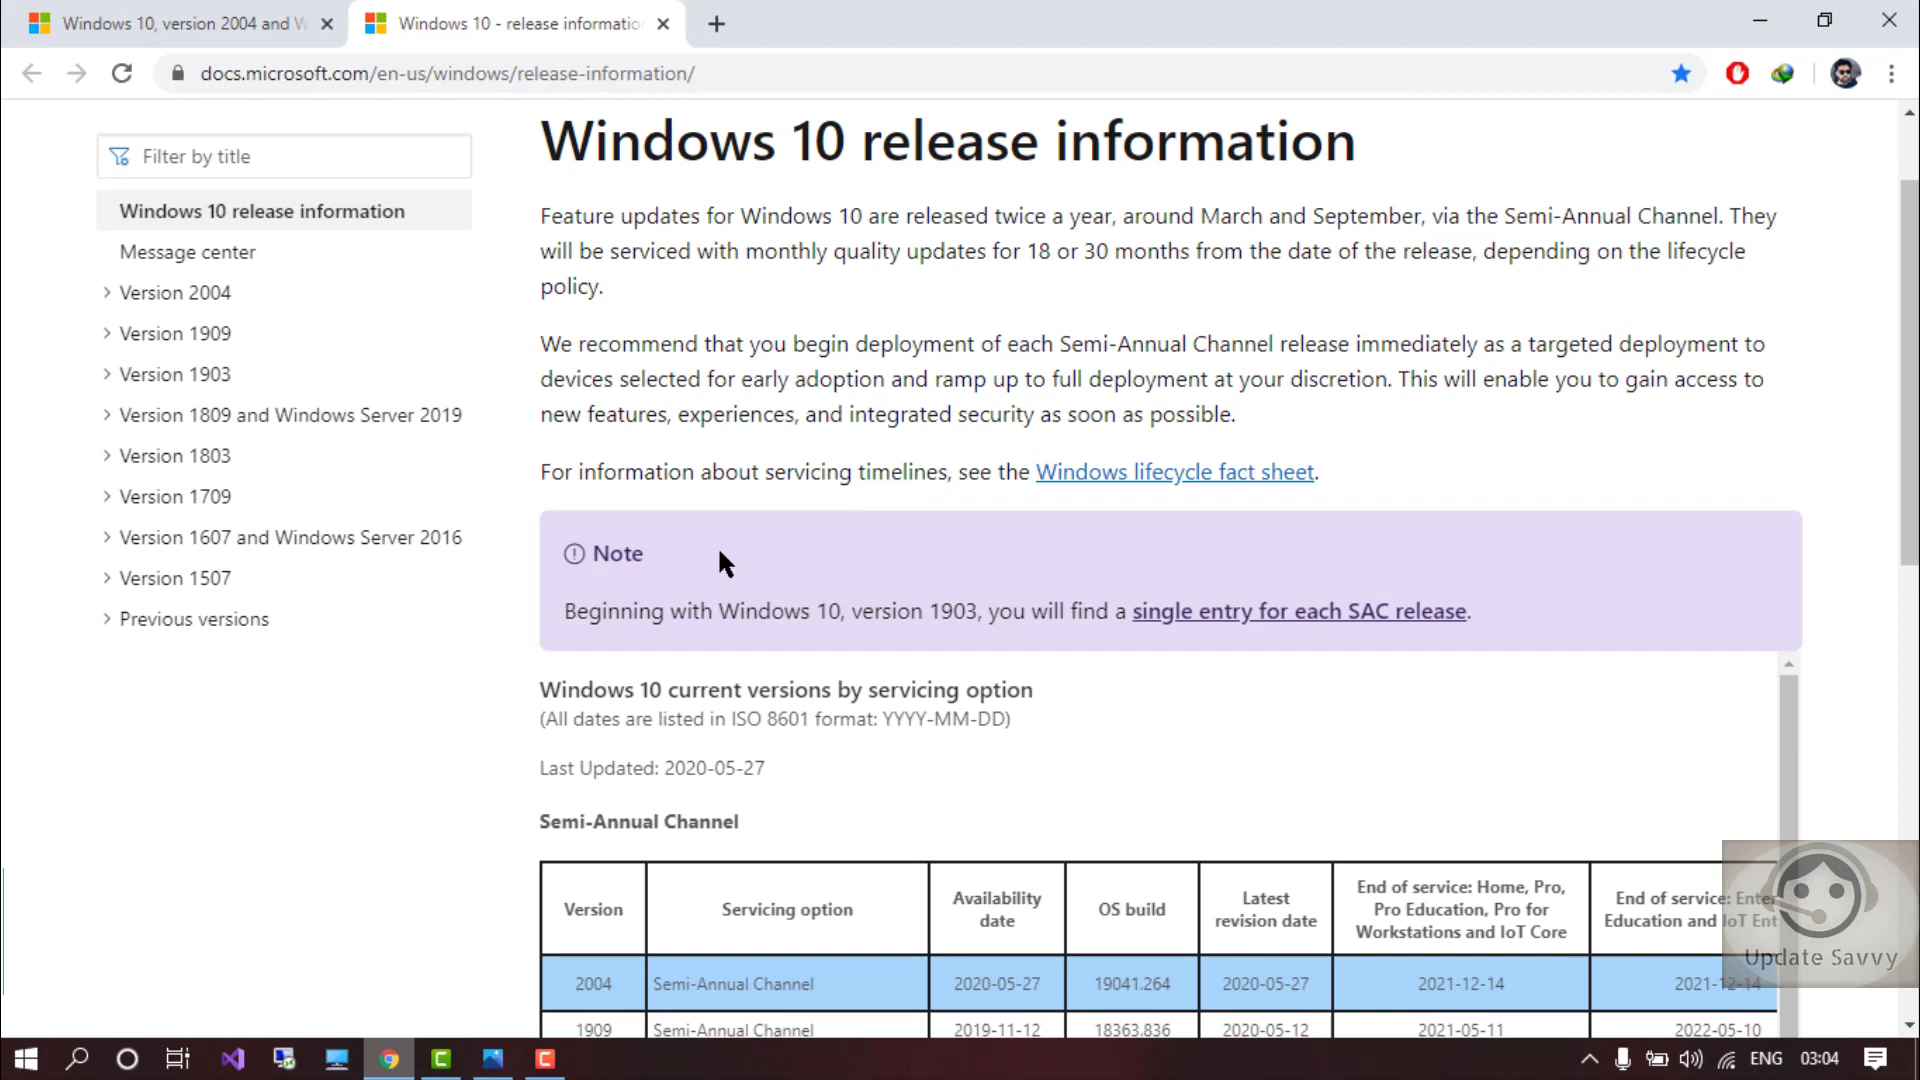 Windows 10, version 2004 and W
Windows 10 - release informatio
docs.microsoft.com/en-us/windows/release-information/
Filter by title
Windows 10 release information
Message center
Version 2004
Version 1909
Version 1903
Version 1809 and Windows Server 2019
Version 1803
Version 1709
Version 1607 and Windows Server 2016
Version 1507
Previous versions
Windows 10 release information
Feature updates for Windows 10 are released twice a year, around March and September, via the Semi-Annual Channel. They
will be serviced with monthly quality updates for 18 or 30 months from the date of the release, depending on the lifecycle
policy.
We recommend that you begin deployment of each Semi-Annual Channel release immediately as a targeted deployment to
devices selected for early adoption and ramp up to full deployment at your discretion. This will enable you to gain access to
new features, experiences, and integrated security as soon as possible.
For information about servicing timelines, see the Windows lifecycle fact sheet.
Note
Beginning with Windows 10, version 1903, you will find a single entry for each SAC release.
Windows 10 current versions by servicing option
(All dates are listed in ISO 8601 format: YYYY-MM-DD)
Last Updated: 2020-05-27
Semi-Annual Channel
Version Servicing option Availability date OS build Latest revision date End of service: Home, Pro, Pro Education, Pro for Workstations and IoT Core End of service: Enter Education and IoT Ent
2004 Semi-Annual Channel 2020-05-27 19041.264 2020-05-27 2021-12-14 2021-12-14
1909 Semi-Annual Channel 2019-11-12 18363.836 2020-05-12 2021-05-11 2022-05-10
Update Savvy
ENG 03:04